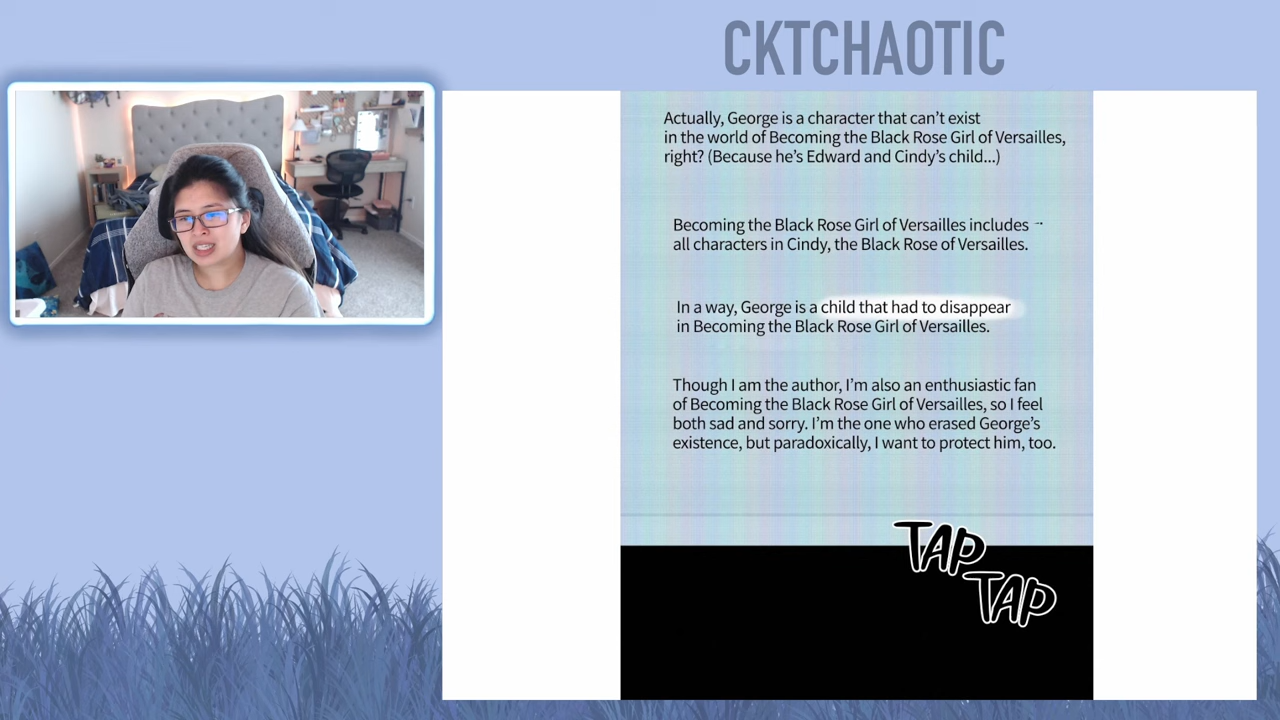 CKTCHAOTIC
Actually, George is a character that can't exist
in the world of Becoming the Black Rose Girl of Versailles,
right? (Because he's Edward and Cindy's child...)
Becoming the Black Rose Girl of Versailles includes
all characters in Cindy, the Black Rose of Versailles.
In a way, George is a child that had to disappear
in Becoming the Black Rose Girl of Versailles.
Though I am the author, I'm also an enthusiastic fan
of Becoming the Black Rose Girl of Versailles, so I feel
both sad and sorry. I'm the one who erased George's
existence, but paradoxically, I want to protect him, too.
TAP
TAP